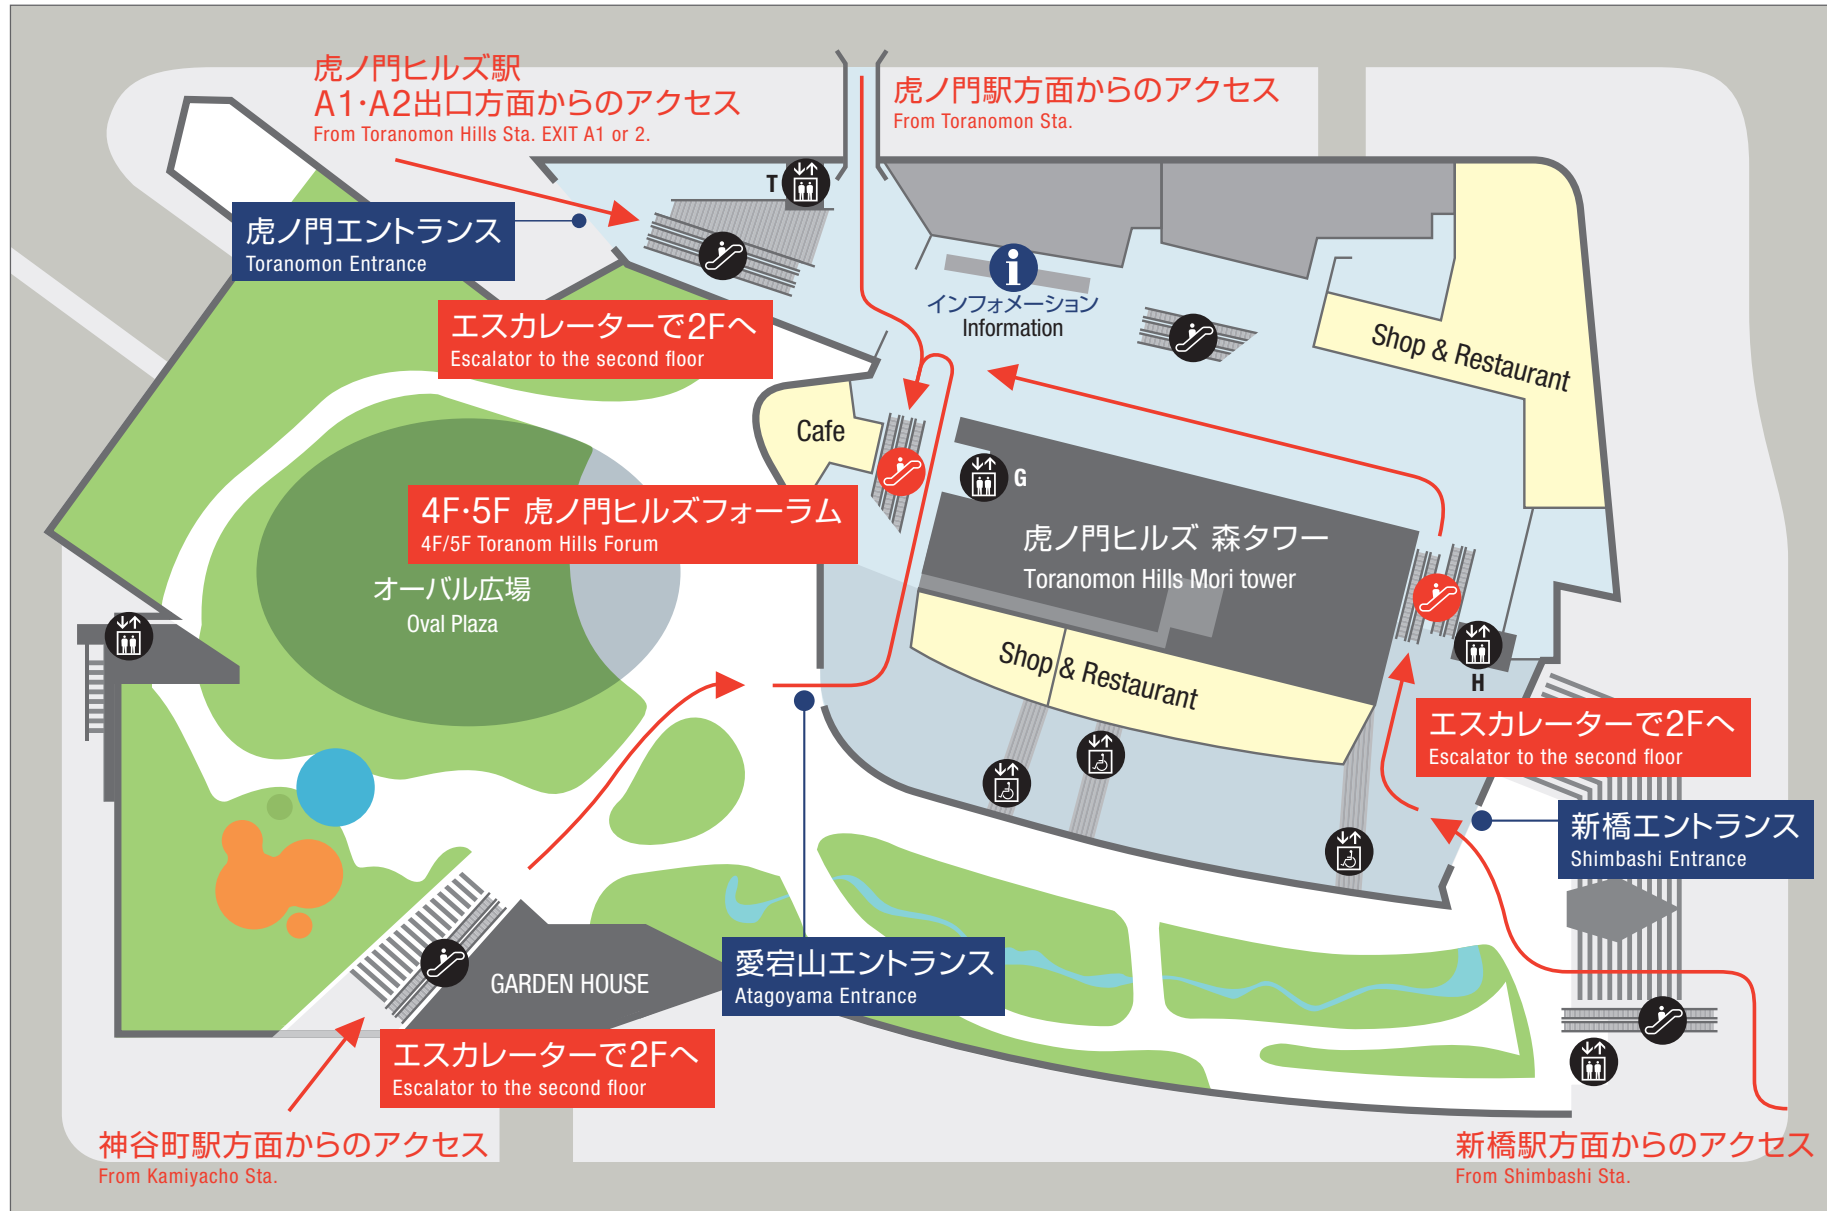 虎ノ門ヒルズ駅
A1・A2出口方面からのアクセス
From Toranomon Hills Sta. EXIT A1 or 2.
虎ノ門駅方面からのアクセス
From Toranomon Sta.
T
虎ノ門エントランス
Toranomon Entrance
i
インフォメーション
Information
エスカレーターで2Fへ
Escalator to the second floor
Shop & Restaurant
Cafe
G
4F・5F 虎ノ門ヒルズフォーラム
4F/5F Toranom Hills Forum
虎ノ門ヒルズ 森タワー
Toranomon Hills Mori tower
オーバル広場
Oval Plaza
Shop & Restaurant
H
エスカレーターで2Fへ
Escalator to the second floor
新橋エントランス
Shimbashi Entrance
愛宕山エントランス
Atagoyama Entrance
GARDEN HOUSE
エスカレーターで2Fへ
Escalator to the second floor
神谷町駅方面からのアクセス
From Kamiyacho Sta.
新橋駅方面からのアクセス
From Shimbashi Sta.